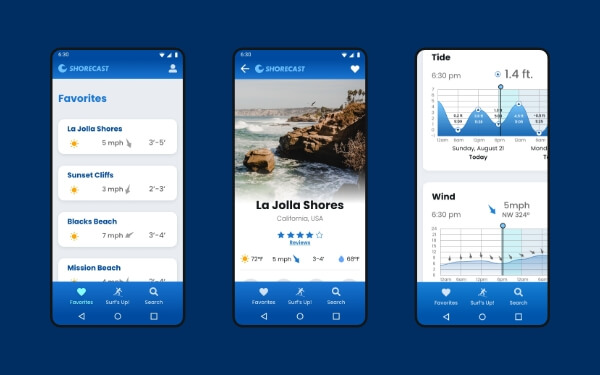 6:30
SHORECAST
Favorites
La Jolla Shores
5 mph 3'-5'
Sunset Cliffs
3 mph 2'-3'
Blacks Beach
7 mph 3'-4'
Mission Beach
Favorites Surf's Up! Search
6:30
SHORECAST
La Jolla Shores
California, USA
Reviews
72°F 5 mph 3-4' 68°F
Favorites Surf's Up! Search
Tide
6:30 pm 1.4 ft.
Sunday, August 21
Today
Wind
6:30 pm 5mph
NW 324°
Favorites Surf's Up! Search